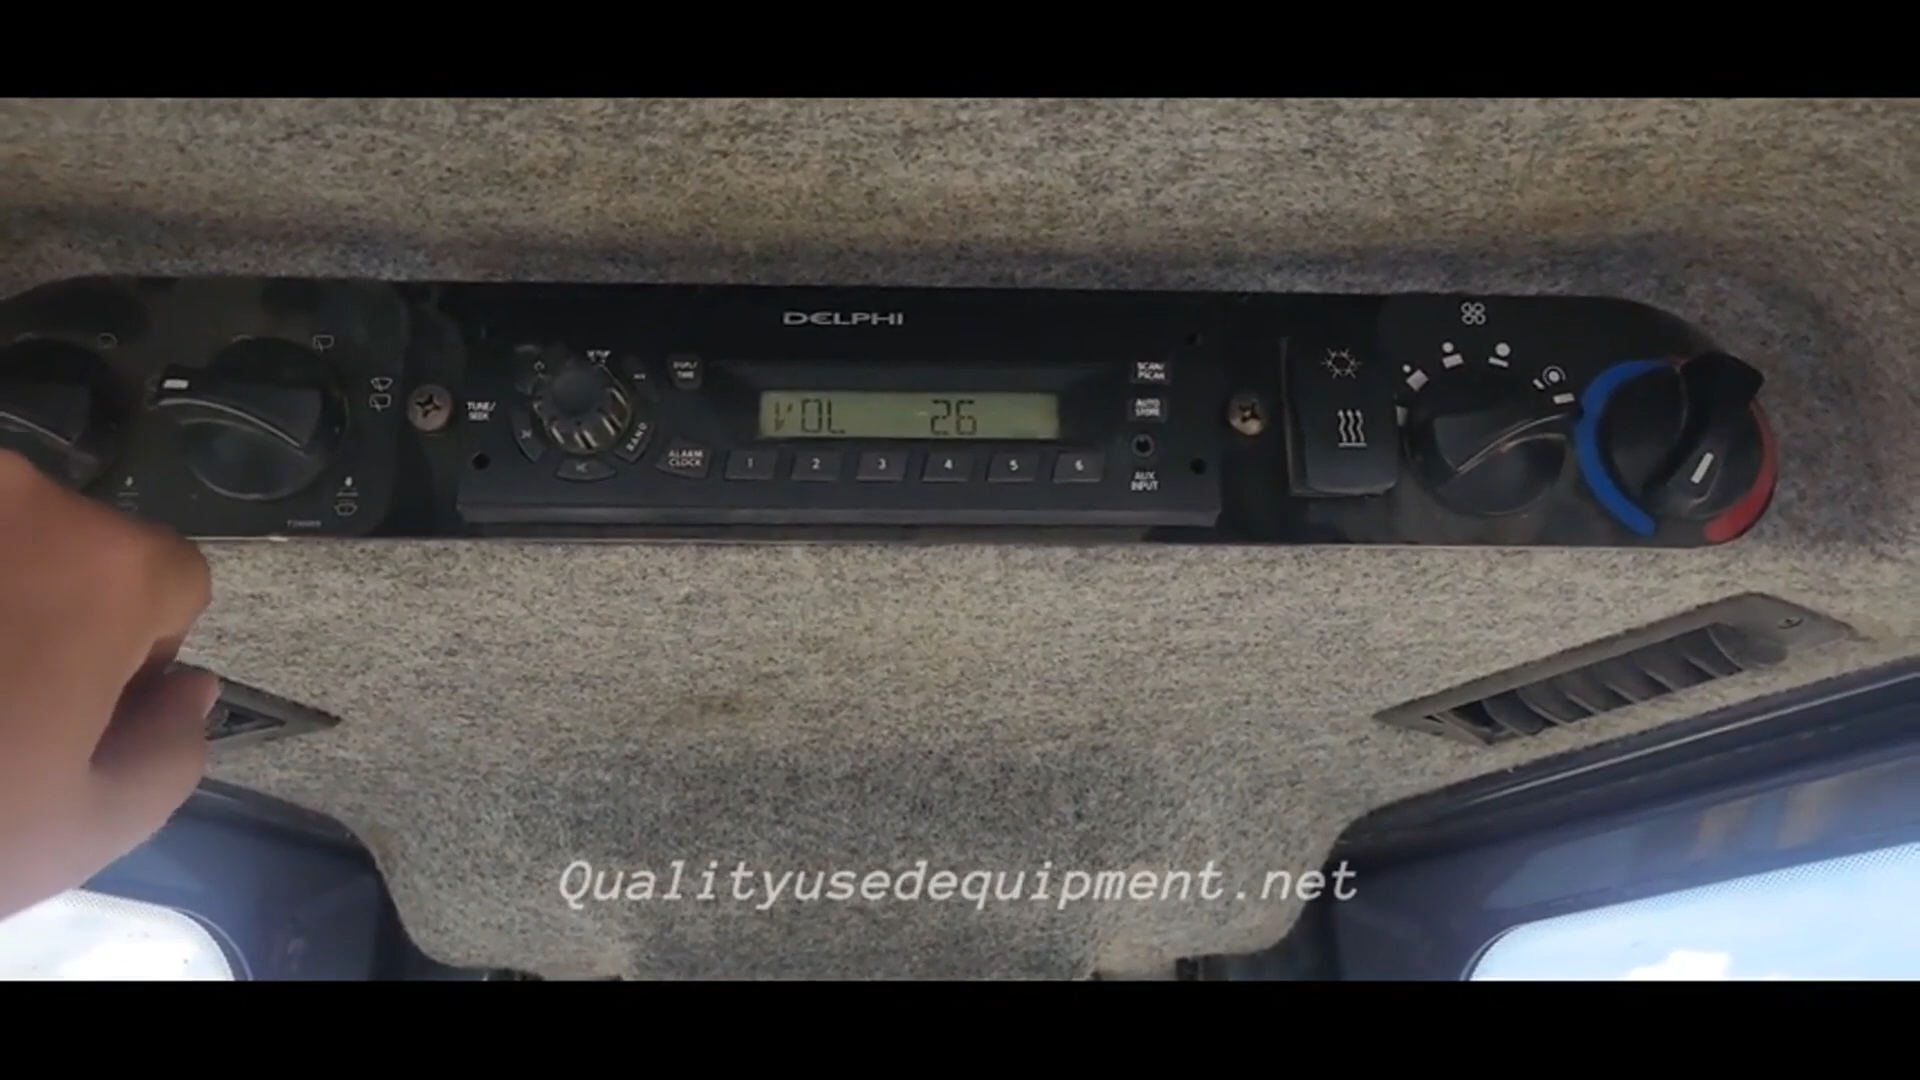 DELPHI
TUNE/
SEEK
SETUP
DISP/
TIME
BAND
ALARM
CLOCK
VOL 26
1 2 3 4 5 6
SCAN/
PSCAN
AUTO
STORE
AUX
INPUT
Qualityusedequipment.net